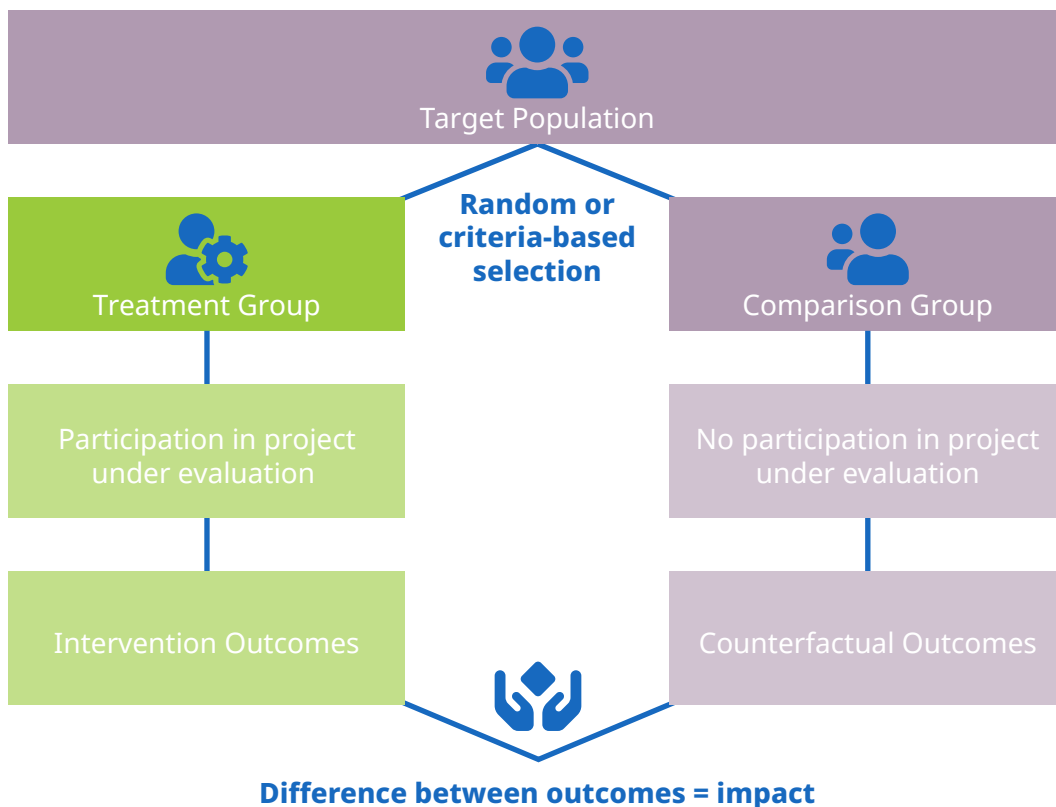 Target Population
Random or
criteria-based
selection
Treatment Group
Comparison Group
Participation in project
under evaluation
No participation in project
under evaluation
Intervention Outcomes
Counterfactual Outcomes
Difference between outcomes = impact